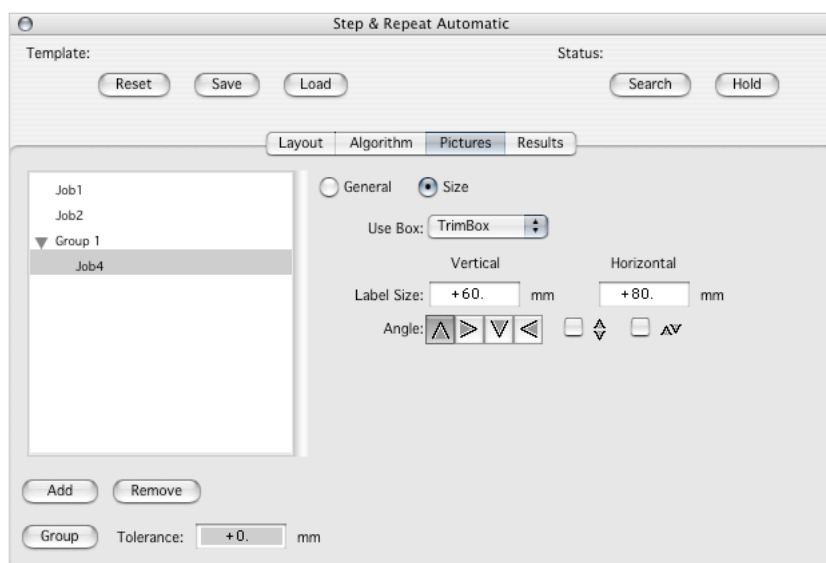 Step & Repeat Automatic
Template: Status:
Reset Save Load Search Hold
Layout Algorithm Pictures Results
Job1
Job2
Group 1
Job4
General Size
Use Box: TrimBox
Vertical Horizontal
Label Size: +60. mm +80. mm
Angle:
Add Remove
Group Tolerance: +0. mm